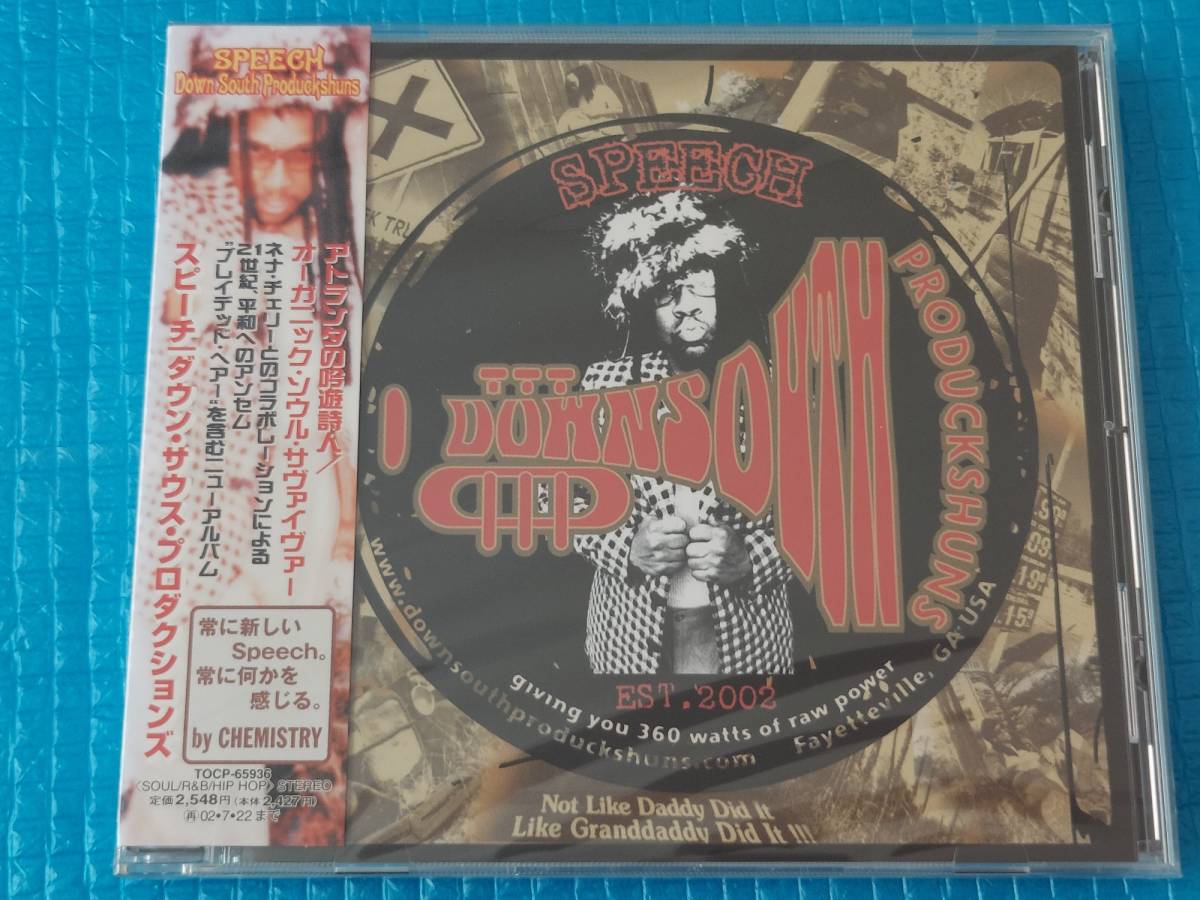 SPEECH
Down South Produckshuns
アトランタの吟遊詩人/
オーガニック・ソウル・サヴァイヴァー
ネナ・チェリーとのコラボレーションによる
21世紀、平和へのアンセム
“ブレイデッド・ヘアー”を含むニューアルバム
スピーチ/ダウン・サウス・プロダクションズ
常に新しい
Speech。
常に何かを
感じる。
by CHEMISTRY
TOCP-65936
〈SOUL/R&B/HIP HOP〉 STEREO
定価2,548円(本体2,427円)
再02・7・22まで
SPEECH
DOWNSOUTH
PRODUCKSHUNS
EST.2002
giving you 360 watts of raw power
www.downsouthproduckshuns.com
Fayetteville, GA-USA
Not Like Daddy Did It
Like Granddaddy Did It !!!